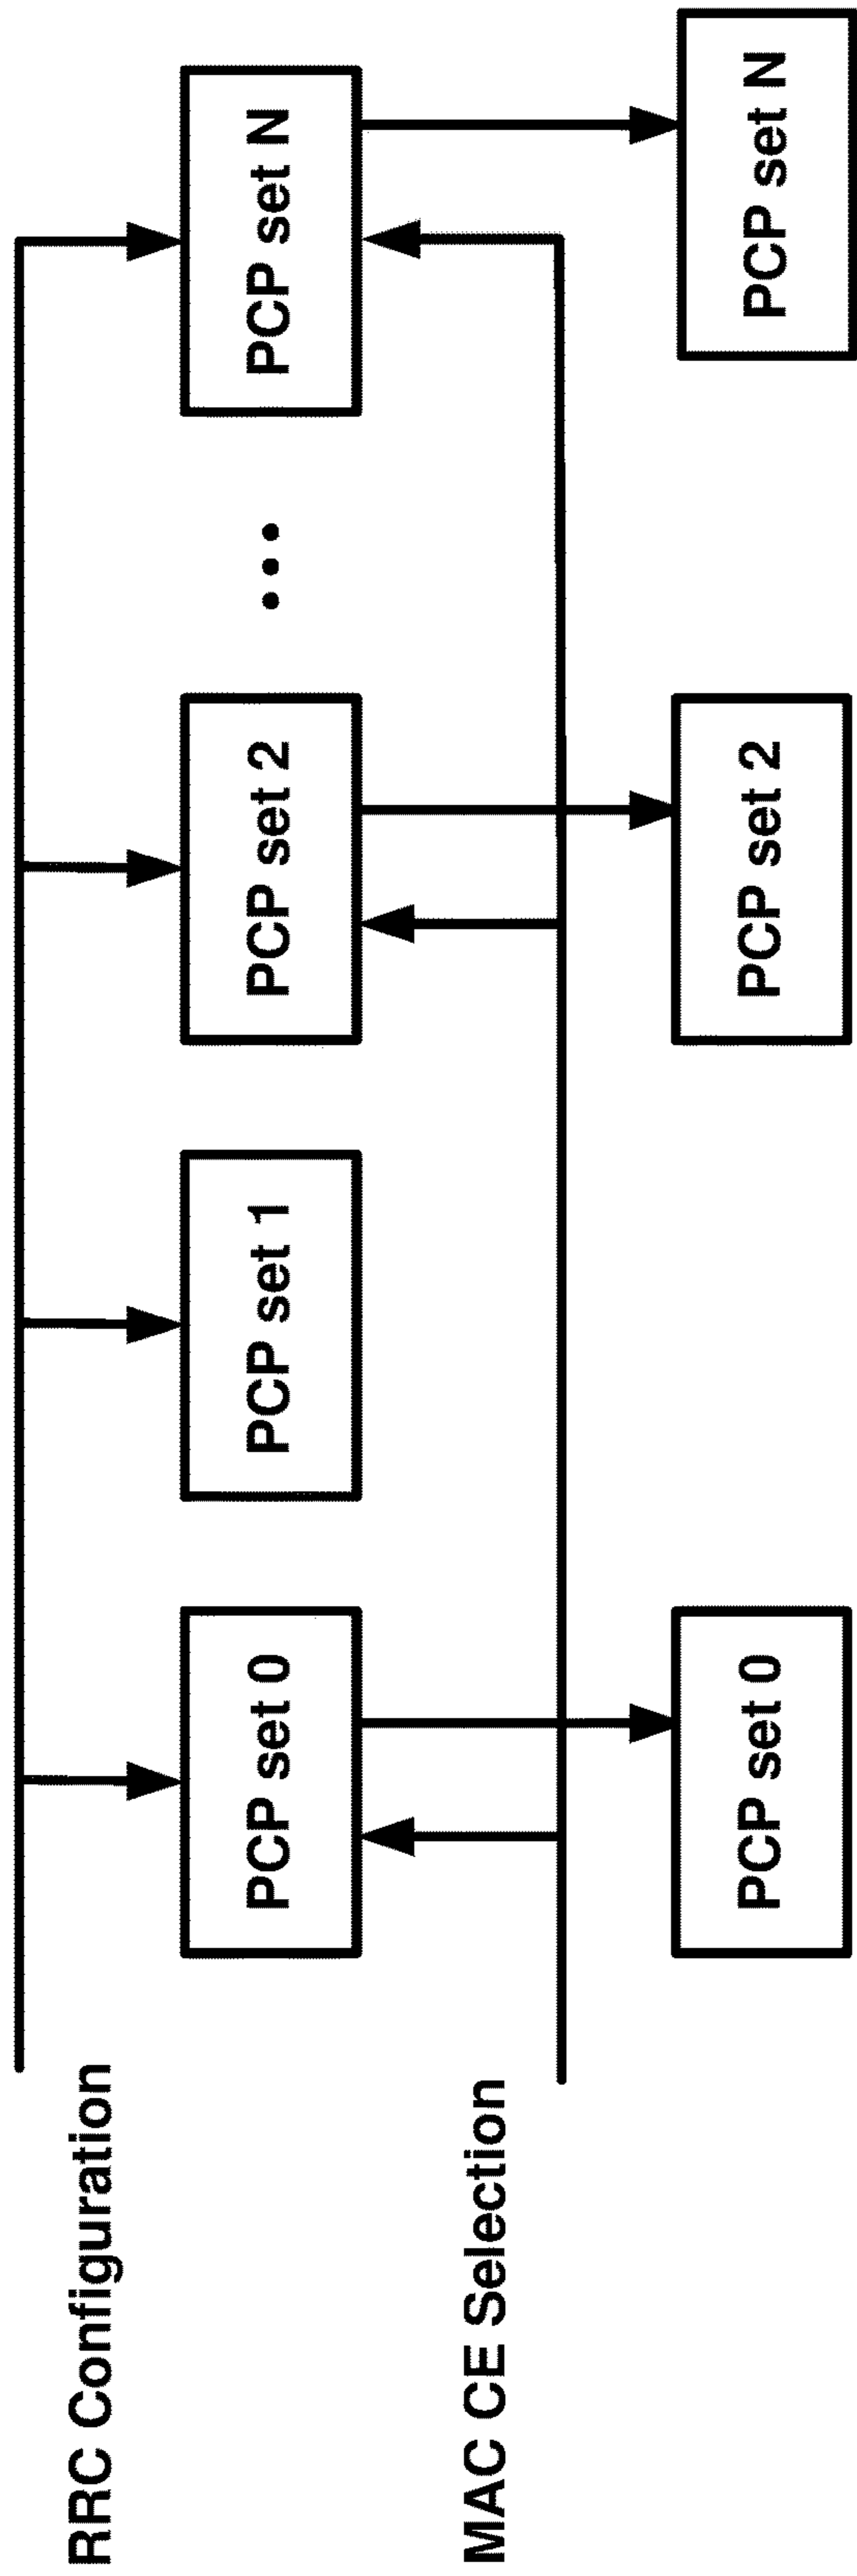 RRC Configuration
PCP set 0
PCP set 1
PCP set 2
...
PCP set N
MAC CE Selection
PCP set 0
PCP set 2
PCP set N